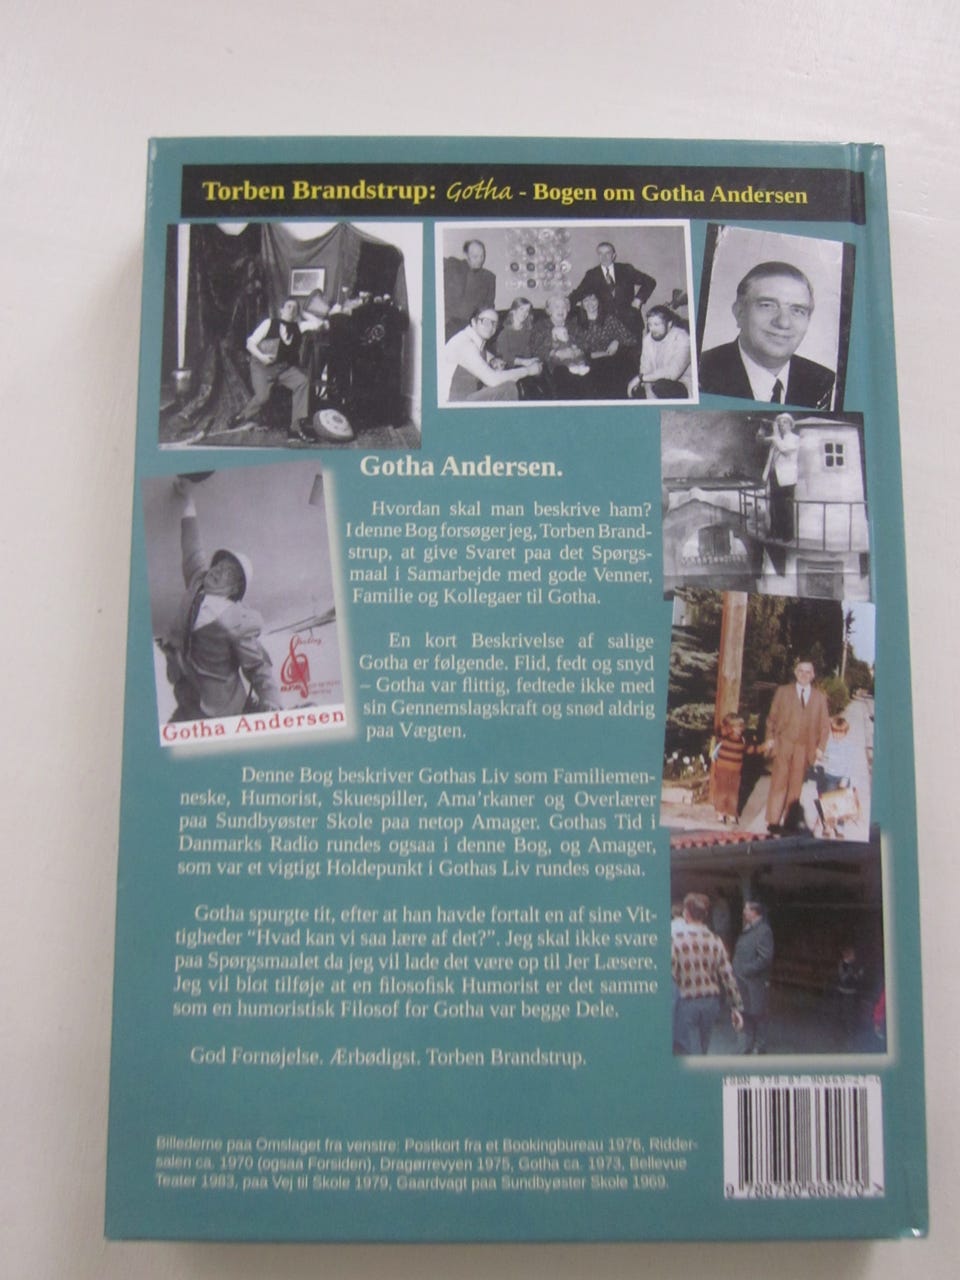 Torben Brandstrup: Gotha - Bogen om Gotha Andersen
Gotha Andersen
Gotha Andersen.
Hvordan skal man beskrive ham?
I denne Bog forsøger jeg, Torben Brand-
strup, at give Svaret paa det Spørgs-
maal i Samarbejde med gode Venner,
Familie og Kollegaer til Gotha.
En kort Beskrivelse af salige
Gotha er følgende. Flid, fedt og snyd
– Gotha var flittig, fedtede ikke med
sin Gennemslagskraft og snød aldrig
paa Vægten.
Denne Bog beskriver Gothas Liv som Familiemen-
neske, Humorist, Skuespiller, Ama'rkaner og Overlærer
paa Sundbyøster Skole paa netop Amager. Gothas Tid i
Danmarks Radio rundes ogsaa i denne Bog, og Amager,
som var et vigtigt Holdepunkt i Gothas Liv rundes ogsaa.
Gotha spurgte tit, efter at han havde fortalt en af sine Vit-
tigheder “Hvad kan vi saa lære af det?”. Jeg skal ikke svare
paa Spørgsmaalet da jeg vil lade det være op til Jer Læsere.
Jeg vil blot tilføje at en filosofisk Humorist er det samme
som en humoristisk Filosof for Gotha var begge Dele.
God Fornøjelse. Ærbødigst. Torben Brandstrup.
Billederne paa Omslaget fra venstre: Postkort fra et Bookingbureau 1976, Ridder-
salen ca. 1970 (ogsaa Forsiden), Dragørrevyen 1975, Gotha ca. 1973, Bellevue
Teater 1983, paa Vej til Skole 1979, Gaardvagt paa Sundbyøster Skole 1969.
ISBN 978-87-90669-27-0
9 788790 669270 >